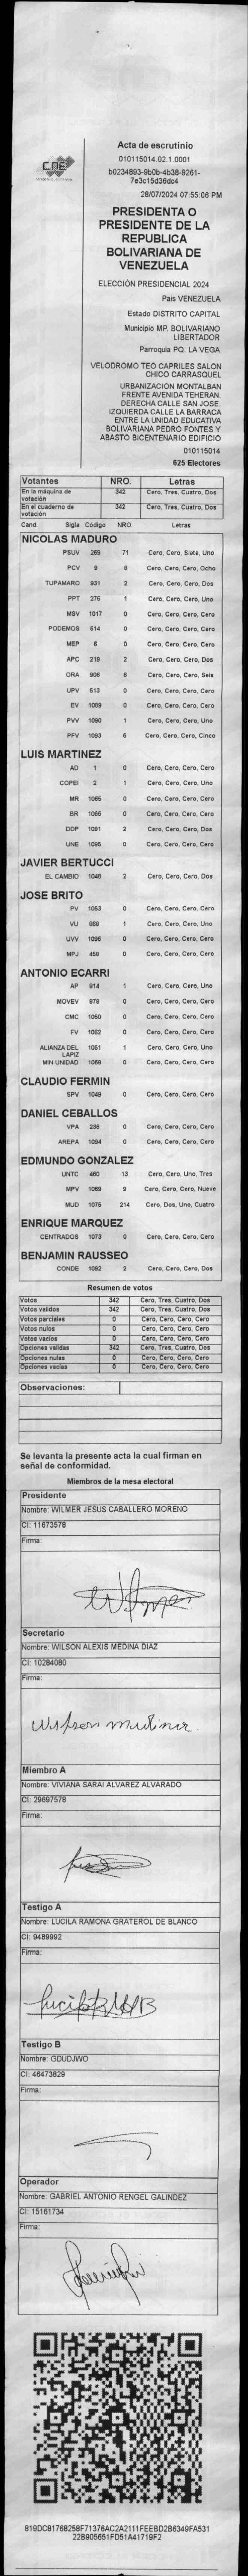 CNE
Acta de escrutinio
010115014.02.1.0001
b0234893-9b0b-4b38-9261-
7e3c15d36dc4
28/07/2024 07:55:06 PM
PRESIDENTA O
PRESIDENTE DE LA
REPUBLICA
BOLIVARIANA DE
VENEZUELA
ELECCIÓN PRESIDENCIAL 2024
Pais VENEZUELA
Estado DISTRITO CAPITAL
Municipio MP. BOLIVARIANO
LIBERTADOR
Parroquia PQ. LA VEGA
VELODROMO TEO CAPRILES SALON
CHICO CARRASQUEL
URBANIZACION MONTALBAN
FRENTE AVENIDA TEHERAN.
DERECHA CALLE SAN JOSE.
IZQUIERDA CALLE LA BARRACA
ENTRE LA UNIDAD EDUCATIVA
BOLIVARIANA PEDRO FONTES Y
ABASTO BICENTENARIO EDIFICIO
010115014
625 Electores
Votantes NRO. Letras
En la máquina de votación 342 Cero, Tres, Cuatro, Dos
En el cuaderno de votación 342 Cero, Tres, Cuatro, Dos
Cand. Sigla Código NRO. Letras
NICOLAS MADURO
PSUV 269 71 Cero, Cero, Siete, Uno
PCV 9 8 Cero, Cero, Cero, Ocho
TUPAMARO 931 2 Cero, Cero, Cero, Dos
PPT 276 1 Cero, Cero, Cero, Uno
MSV 1017 0 Cero, Cero, Cero, Cero
PODEMOS 514 0 Cero, Cero, Cero, Cero
MEP 6 0 Cero, Cero, Cero, Cero
APC 219 2 Cero, Cero, Cero, Dos
ORA 906 6 Cero, Cero, Cero, Seis
UPV 513 0 Cero, Cero, Cero, Cero
EV 1089 0 Cero, Cero, Cero, Cero
PVV 1090 1 Cero, Cero, Cero, Uno
PFV 1093 5 Cero, Cero, Cero, Cinco
LUIS MARTINEZ
AD 1 0 Cero, Cero, Cero, Cero
COPEI 2 1 Cero, Cero, Cero, Uno
MR 1065 0 Cero, Cero, Cero, Cero
BR 1066 0 Cero, Cero, Cero, Cero
DDP 1091 2 Cero, Cero, Cero, Dos
UNE 1095 0 Cero, Cero, Cero, Cero
JAVIER BERTUCCI
EL CAMBIO 1048 2 Cero, Cero, Cero, Dos
JOSE BRITO
PV 1053 0 Cero, Cero, Cero, Cero
VU 968 1 Cero, Cero, Cero, Uno
UVV 1096 0 Cero, Cero, Cero, Cero
MPJ 458 0 Cero, Cero, Cero, Cero
ANTONIO ECARRI
AP 914 1 Cero, Cero, Cero, Uno
MOVEV 979 0 Cero, Cero, Cero, Cero
CMC 1050 0 Cero, Cero, Cero, Cero
FV 1062 0 Cero, Cero, Cero, Cero
ALIANZA DEL LAPIZ 1051 1 Cero, Cero, Cero, Uno
MIN UNIDAD 1068 0 Cero, Cero, Cero, Cero
CLAUDIO FERMIN
SPV 1049 0 Cero, Cero, Cero, Cero
DANIEL CEBALLOS
VPA 236 0 Cero, Cero, Cero, Cero
AREPA 1094 0 Cero, Cero, Cero, Cero
EDMUNDO GONZALEZ
UNTC 460 13 Cero, Cero, Uno, Tres
MPV 1069 9 Cero, Cero, Cero, Nueve
MUD 1075 214 Cero, Dos, Uno, Cuatro
ENRIQUE MARQUEZ
CENTRADOS 1073 0 Cero, Cero, Cero, Cero
BENJAMIN RAUSSEO
CONDE 1092 2 Cero, Cero, Cero, Dos
Resumen de votos
Votos 342 Cero, Tres, Cuatro, Dos
Votos validos 342 Cero, Tres, Cuatro, Dos
Votos parciales 0 Cero, Cero, Cero, Cero
Votos nulos 0 Cero, Cero, Cero, Cero
Votos vacios 0 Cero, Cero, Cero, Cero
Opciones validas 342 Cero, Tres, Cuatro, Dos
Opciones nulas 0 Cero, Cero, Cero, Cero
Opciones vacias 0 Cero, Cero, Cero, Cero
Observaciones:
Se levanta la presente acta la cual firman en
señal de conformidad.
Miembros de la mesa electoral
Presidente
Nombre: WILMER JESUS CABALLERO MORENO
CI: 11673578
Firma:
Secretario
Nombre: WILSON ALEXIS MEDINA DIAZ
CI: 10284080
Firma:
Wilson Medina
Miembro A
Nombre: VIVIANA SARAI ALVAREZ ALVARADO
CI: 29697578
Firma:
Testigo A
Nombre: LUCILA RAMONA GRATEROL DE BLANCO
CI: 9489992
Firma:
Testigo B
Nombre: GDUDJWO
CI: 46473829
Firma:
Operador
Nombre: GABRIEL ANTONIO RENGEL GALINDEZ
CI: 15161734
Firma:
819DC81768258F71376AC2A2111FEEBD2B6349FA531
22B905651FD51A41719F2